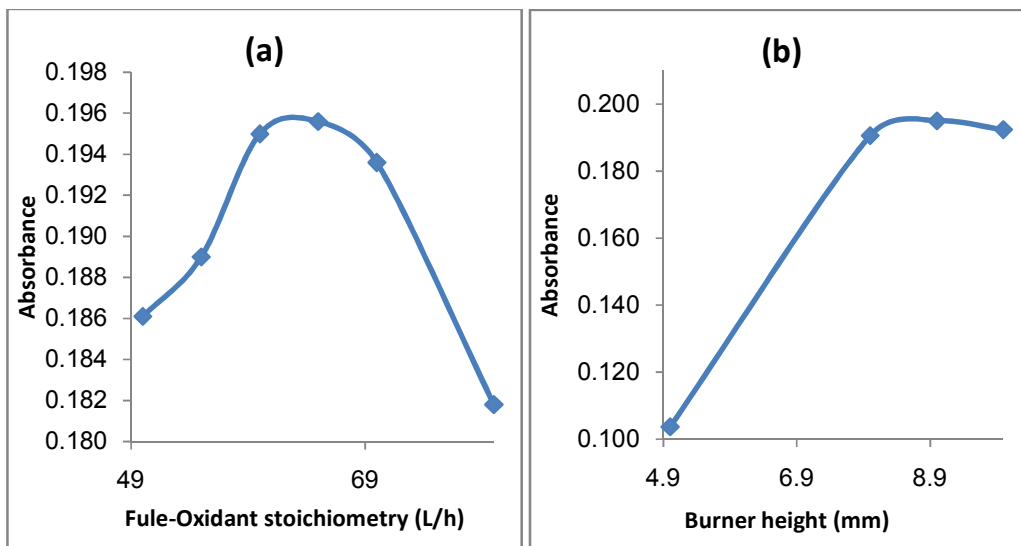 (a)
0.198
0.196
0.194
0.192
0.190
0.188
0.186
0.184
0.182
0.180
Absorbance
49 69
Fule-Oxidant stoichiometry (L/h)
(b)
0.200
0.180
0.160
0.140
0.120
0.100
Absorbance
4.9 6.9 8.9
Burner height (mm)